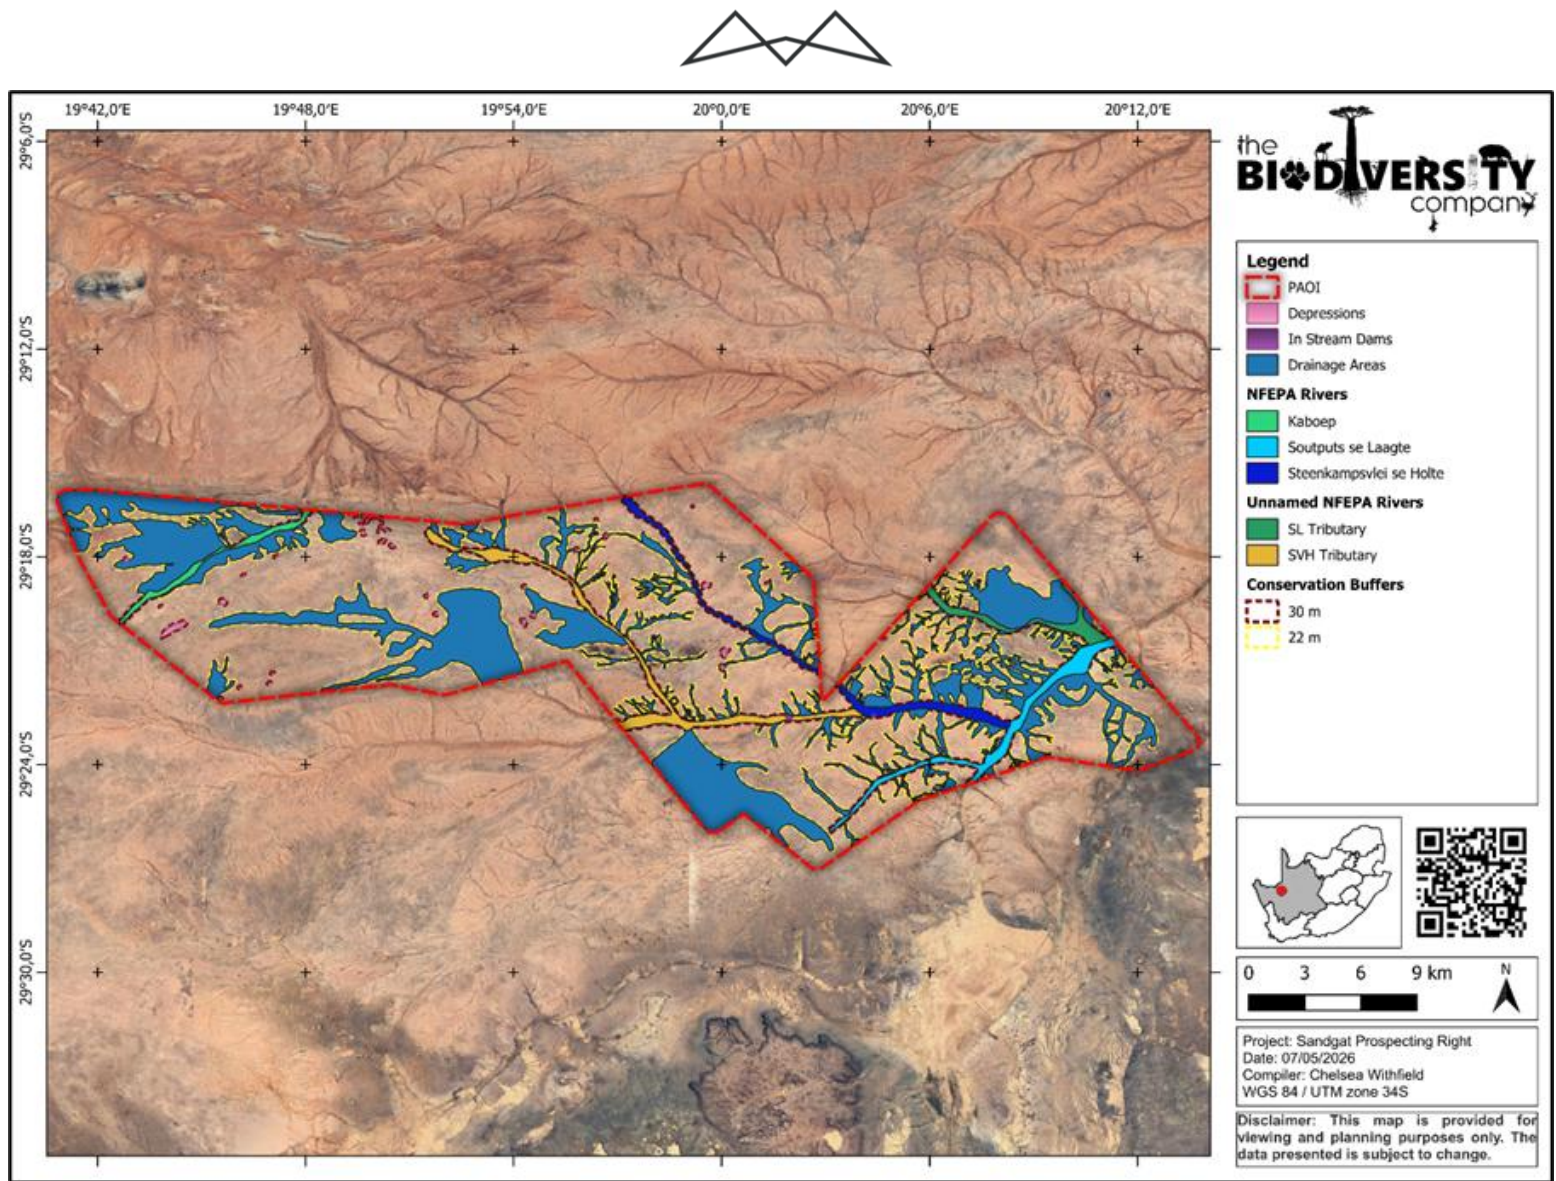 19°42,0'E 19°48,0'E 19°54,0'E 20°0,0'E 20°6,0'E 20°12,0'E
29°6,0'S
29°12,0'S
29°18,0'S
29°24,0'S
29°30,0'S
the
BIODIVERSITY
company
Legend
PAOI
Depressions
In Stream Dams
Drainage Areas
NFEPA Rivers
Kaboep
Soutputs se Laagte
Steenkampsvlei se Holte
Unnamed NFEPA Rivers
SL Tributary
SVH Tributary
Conservation Buffers
30 m
22 m
0 3 6 9 km
N
Project: Sandgat Prospecting Right
Date: 07/05/2026
Compiler: Chelsea Withfield
WGS 84 / UTM zone 34S
Disclaimer: This map is provided for
viewing and planning purposes only. The
data presented is subject to change.